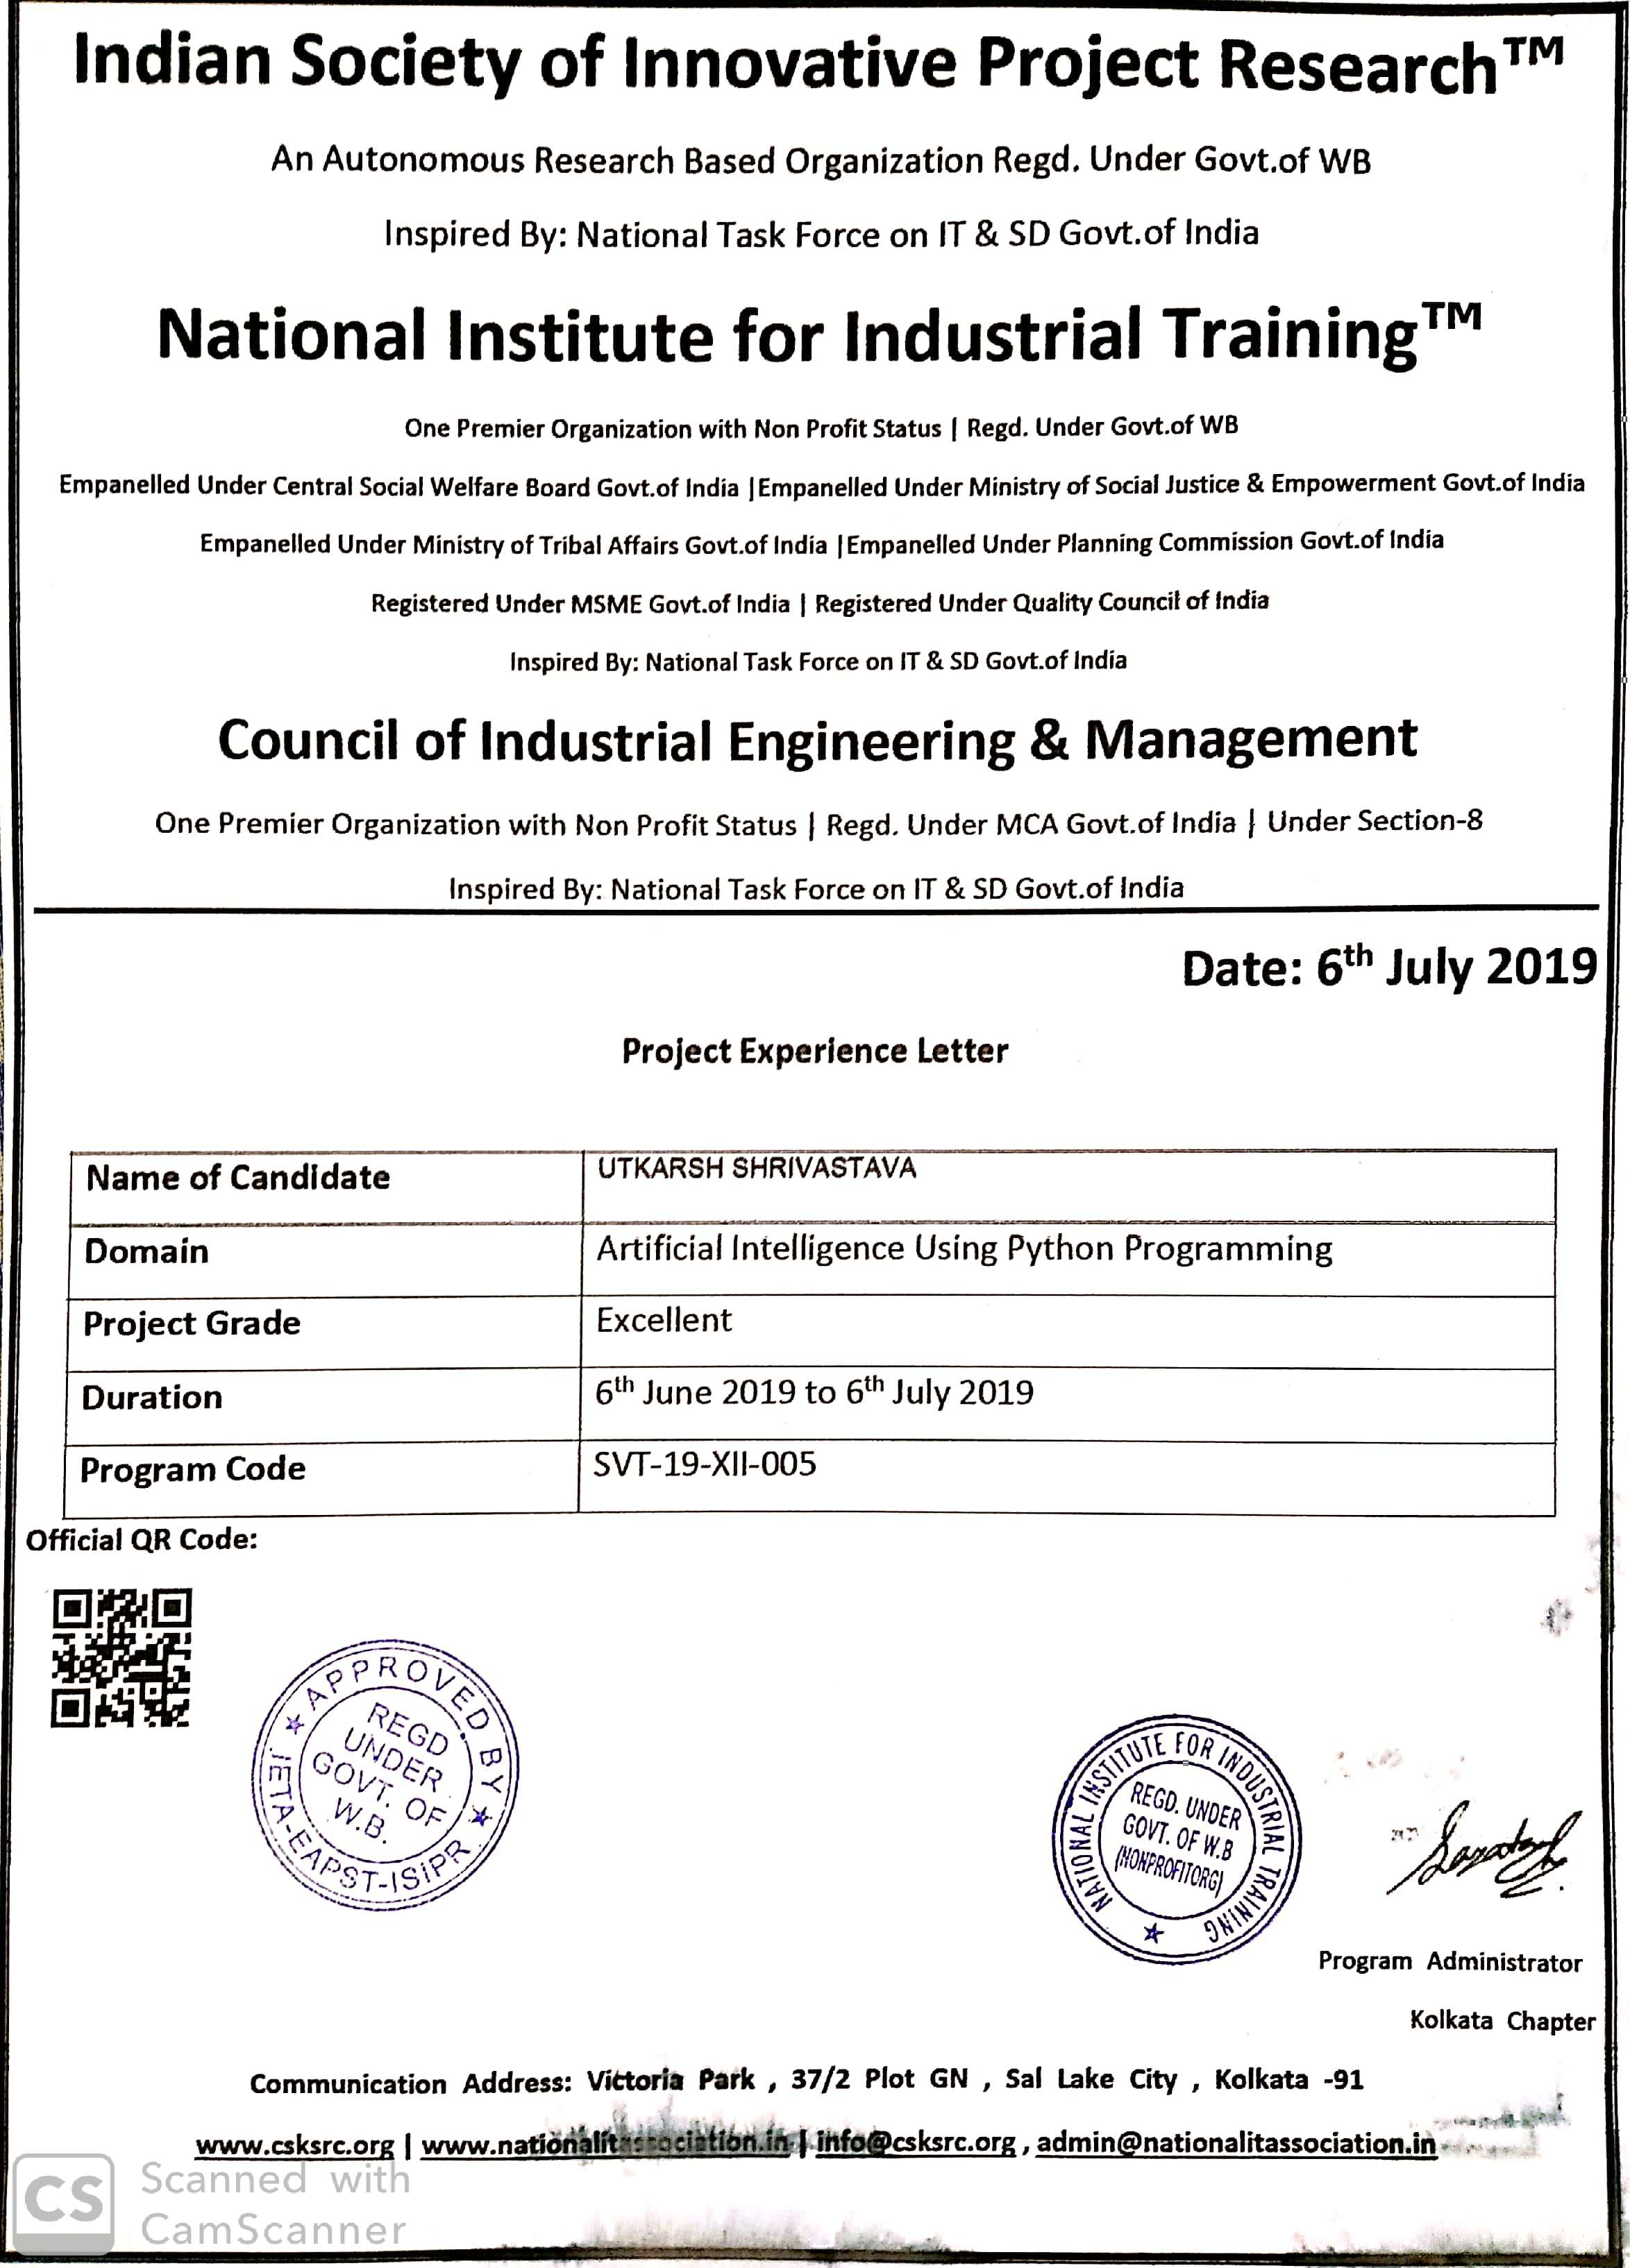 Indian Society of Innovative Project Research™
An Autonomous Research Based Organization Regd. Under Govt.of WB
Inspired By: National Task Force on IT & SD Govt.of India
National Institute for Industrial Training™
One Premier Organization with Non Profit Status | Regd. Under Govt.of WB
Empanelled Under Central Social Welfare Board Govt.of India |Empanelled Under Ministry of Social Justice & Empowerment Govt.of India
Empanelled Under Ministry of Tribal Affairs Govt.of India |Empanelled Under Planning Commission Govt.of India
Registered Under MSME Govt.of India | Registered Under Quality Council of India
Inspired By: National Task Force on IT & SD Govt.of India
Council of Industrial Engineering & Management
One Premier Organization with Non Profit Status | Regd. Under MCA Govt.of India | Under Section-8
Inspired By: National Task Force on IT & SD Govt.of India
Date: 6th July 2019
Project Experience Letter
Name of Candidate UTKARSH SHRIVASTAVA
Domain Artificial Intelligence Using Python Programming
Project Grade Excellent
Duration 6th June 2019 to 6th July 2019
Program Code SVT-19-XII-005
Official QR Code:
APPROVED BY
JETA-EAPST-ISiPR
REGD
UNDER
GOVT. OF
W.B.
NATIONAL INSTITUTE FOR INDUSTRIAL TRAINING
REGD. UNDER
GOVT. OF W.B
(NONPROFITORG)
Program Administrator
Kolkata Chapter
Communication Address: Victoria Park , 37/2 Plot GN , Sal Lake City , Kolkata -91
www.csksrc.org | www.nationalitassociation.in | info@csksrc.org , admin@nationalitassociation.in
CS
Scanned with
CamScanner